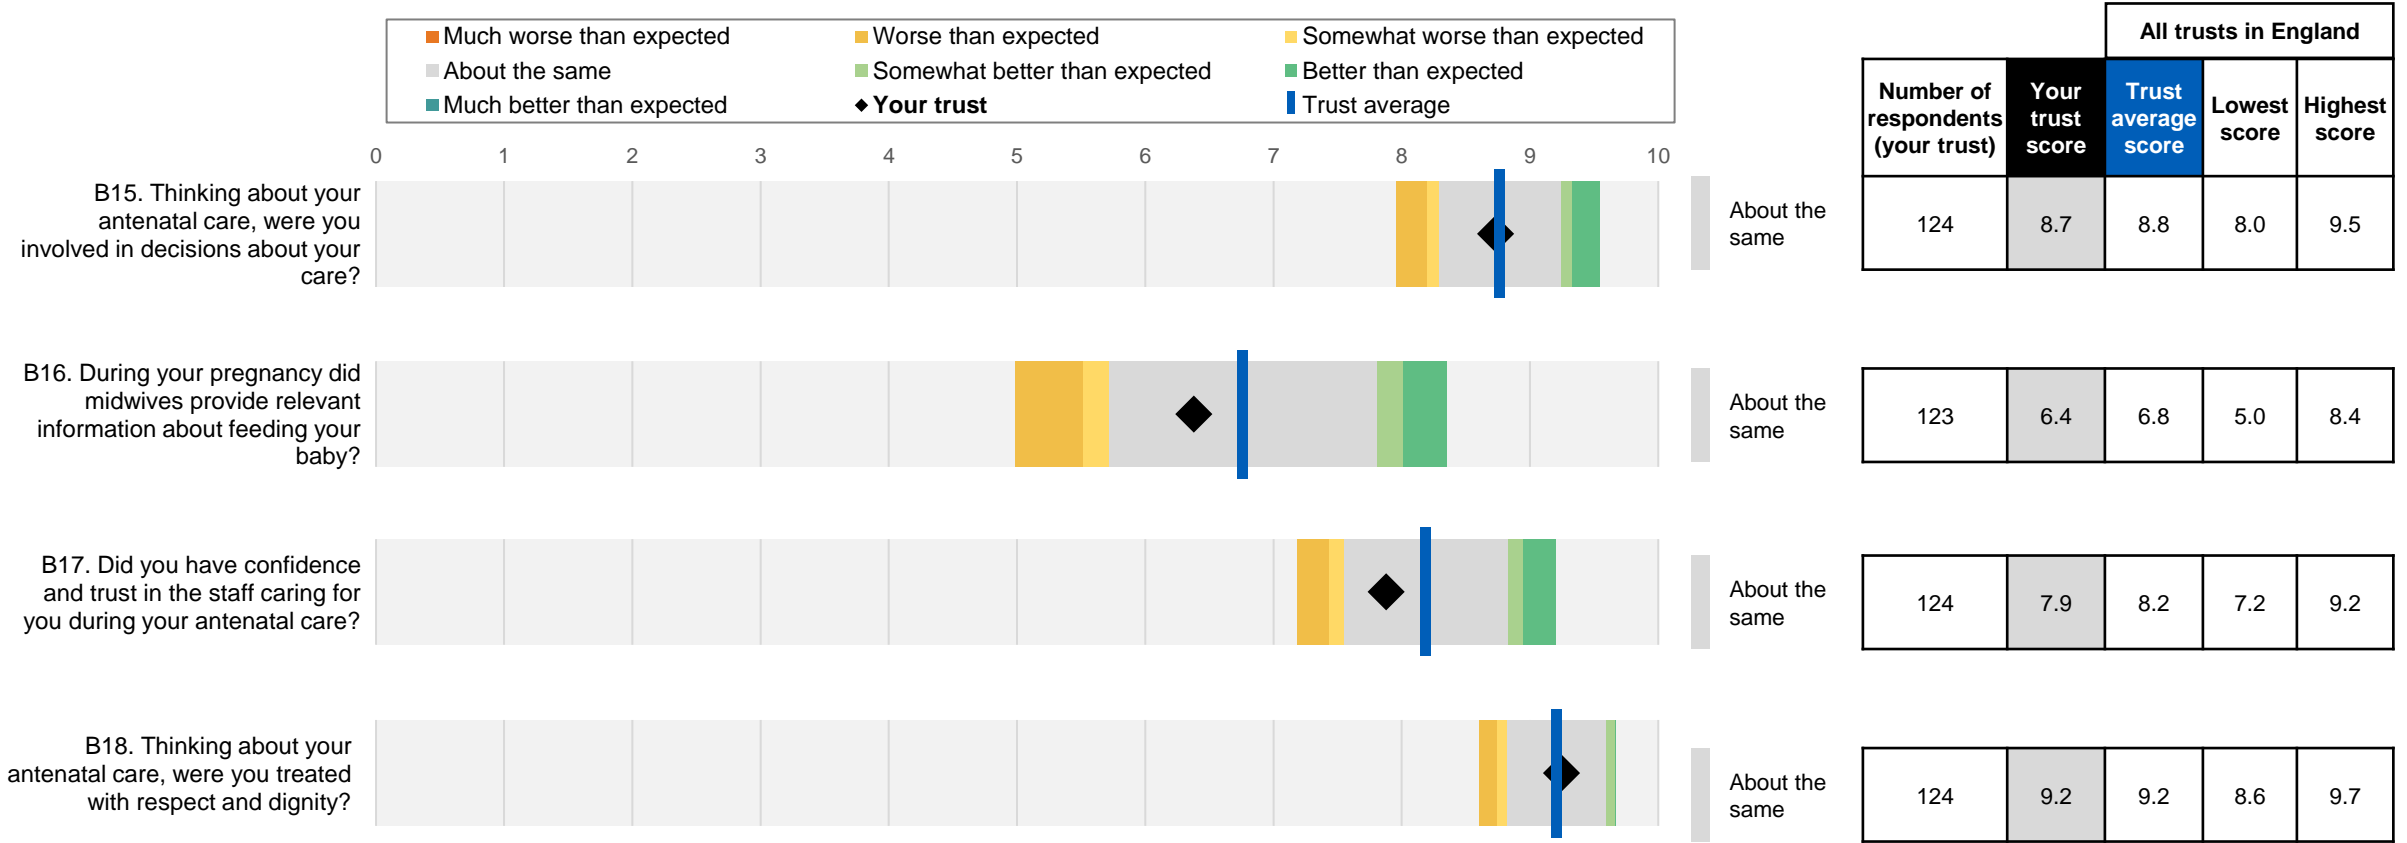 Much worse than expected
Worse than expected
Somewhat worse than expected
About the same
Somewhat better than expected
Better than expected
Much better than expected
Your trust
Trust average
All trusts in England
Number of
respondents
(your trust)
Your
trust
score
Trust
average
score
Lowest
score
Highest
score
0 1 2 3 4 5 6 7 8 9 10
B15. Thinking about your
antenatal care, were you
involved in decisions about your
care?
About the
same
124 8.7 8.8 8.0 9.5
B16. During your pregnancy did
midwives provide relevant
information about feeding your
baby?
About the
same
123 6.4 6.8 5.0 8.4
B17. Did you have confidence
and trust in the staff caring for
you during your antenatal care?
About the
same
124 7.9 8.2 7.2 9.2
B18. Thinking about your
antenatal care, were you treated
with respect and dignity?
About the
same
124 9.2 9.2 8.6 9.7